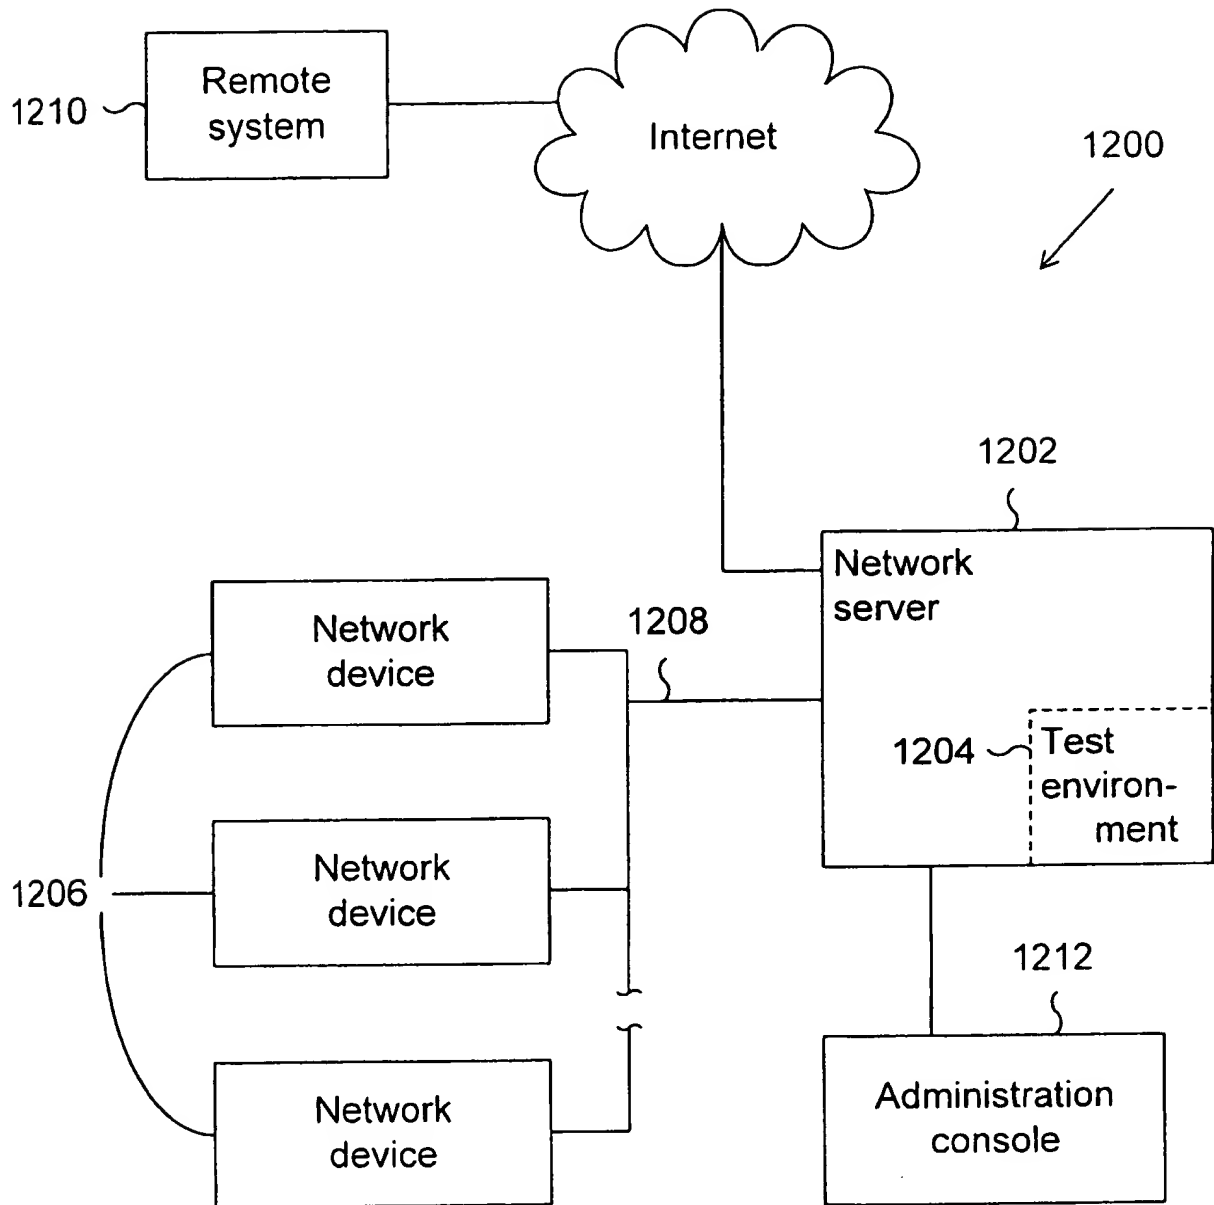 Remote
system
1210
Internet
1200
1202
Network
server
1208
Network
device
1204
Test
environ-
ment
1206
Network
device
1212
Network
device
Administration
console